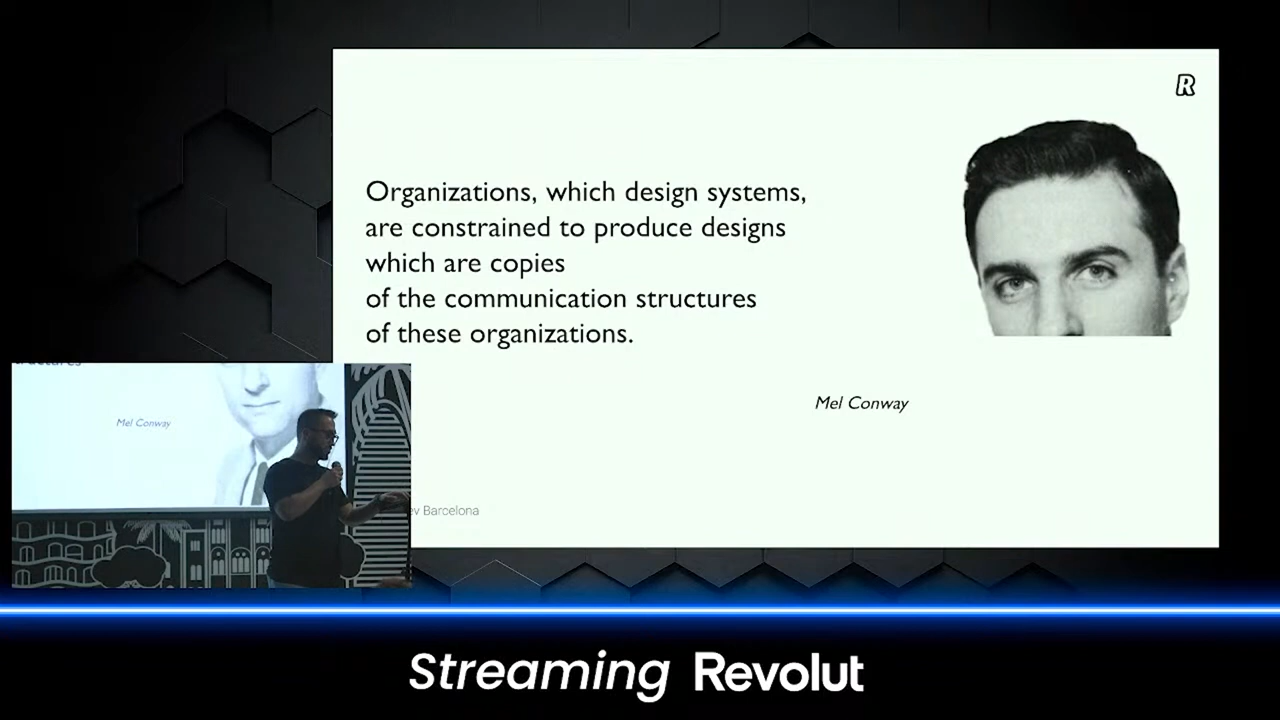 R
Organizations, which design systems,
are constrained to produce designs
which are copies
of the communication structures
of these organizations.
Mel Conway
Mel Conway
ev Barcelona
Streaming Revolut